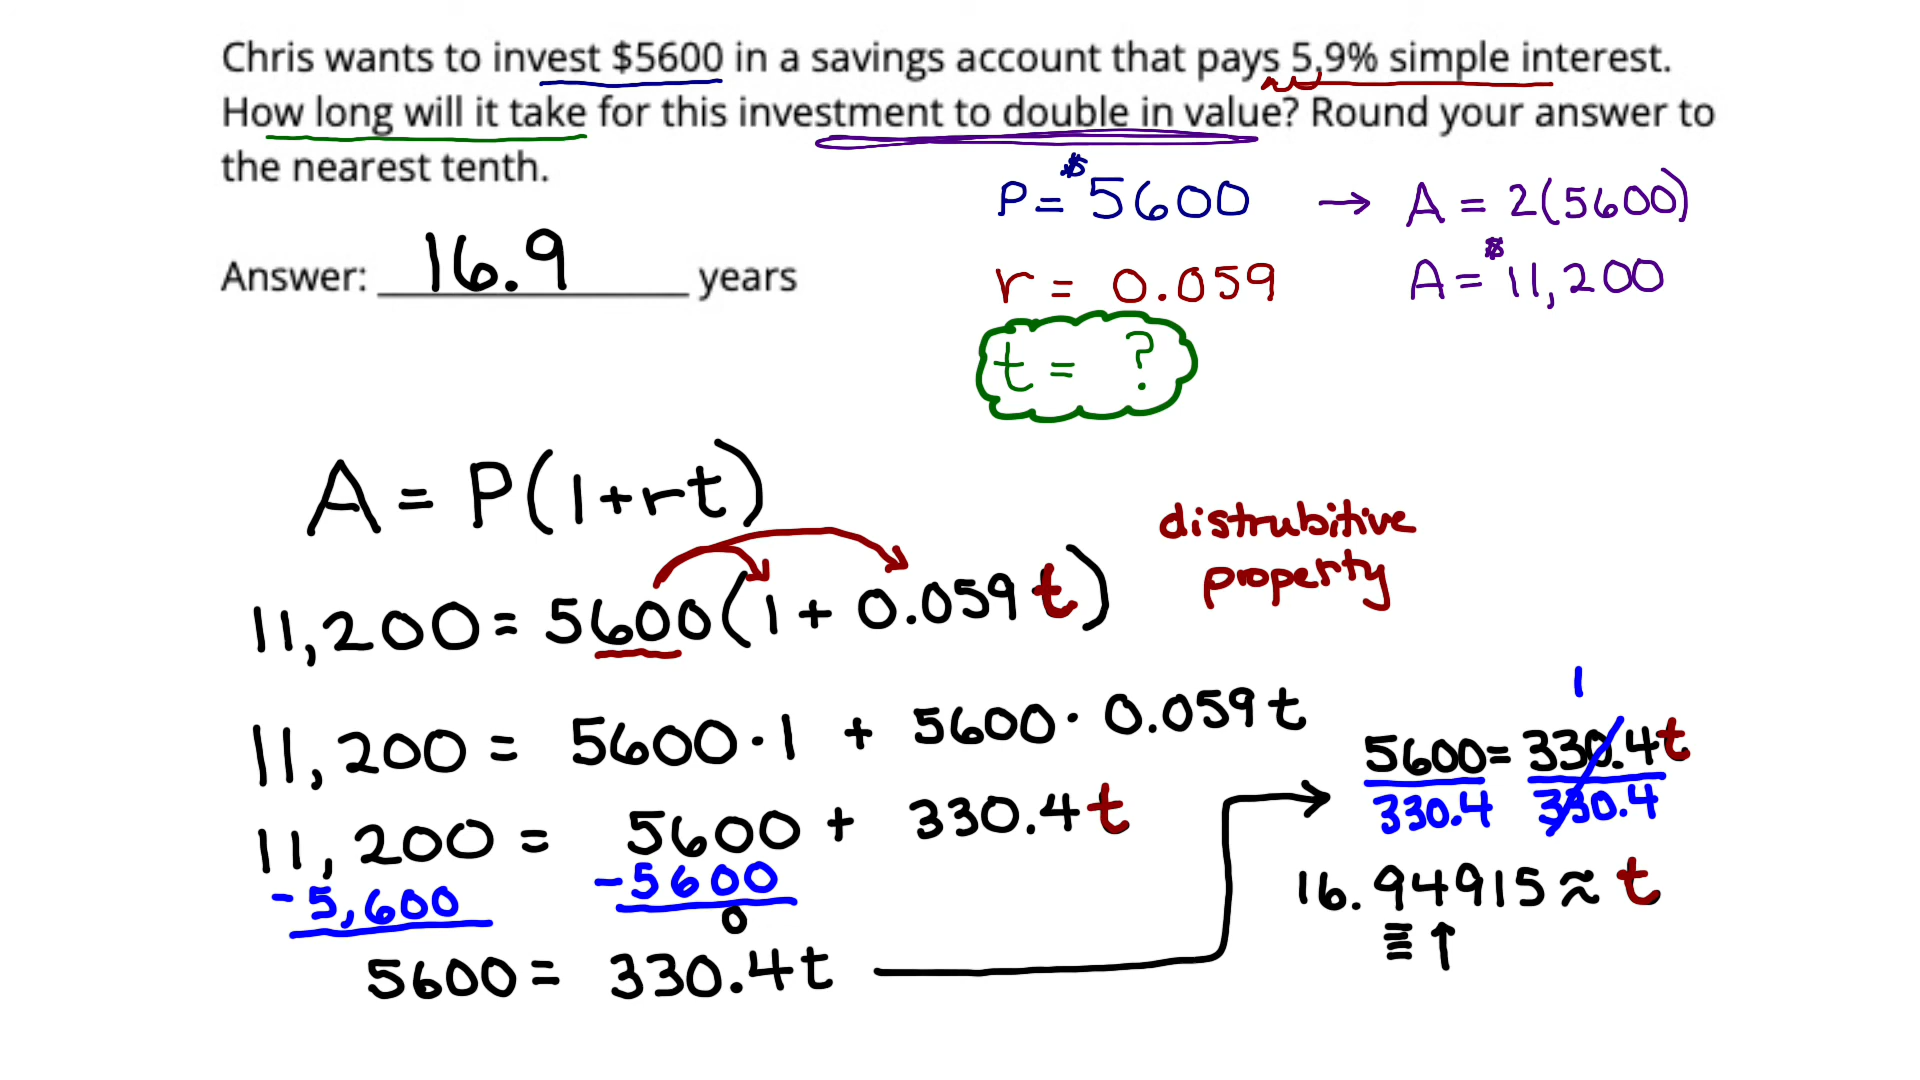 Chris wants to invest $5600 in a savings account that pays 5.9% simple interest.
How long will it take for this investment to double in value? Round your answer to
the nearest tenth.
P = $5600 → A = 2(5600)
Answer: 16.9 years
r = 0.059 A = $11,200
t = ?
A = P(1+rt)
distrubitive
property
11,200 = 5600(1 + 0.059t)
11,200 = 5600·1 + 5600·0.059t
11,200 = 5600 + 330.4t
-5,600 -5600
0
5600 = 330.4t
1
5600 = 330.4t
330.4 330.4
16.94915 ≈ t